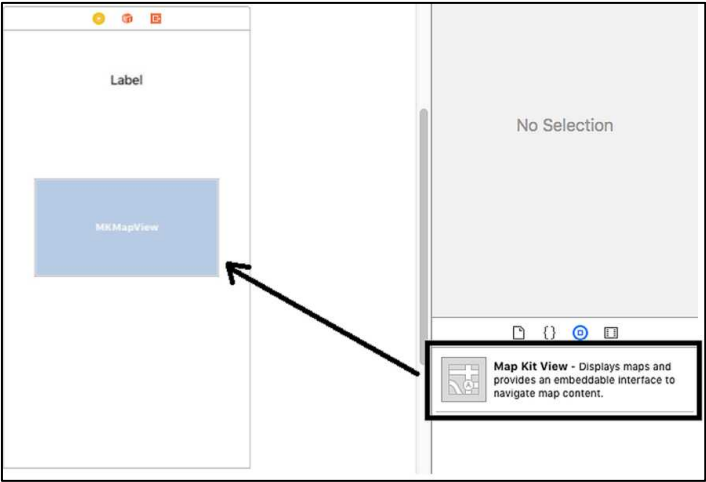 Label
MKMapView
No Selection
{}
Map Kit View - Displays maps and
provides an embeddable interface to
navigate map content.